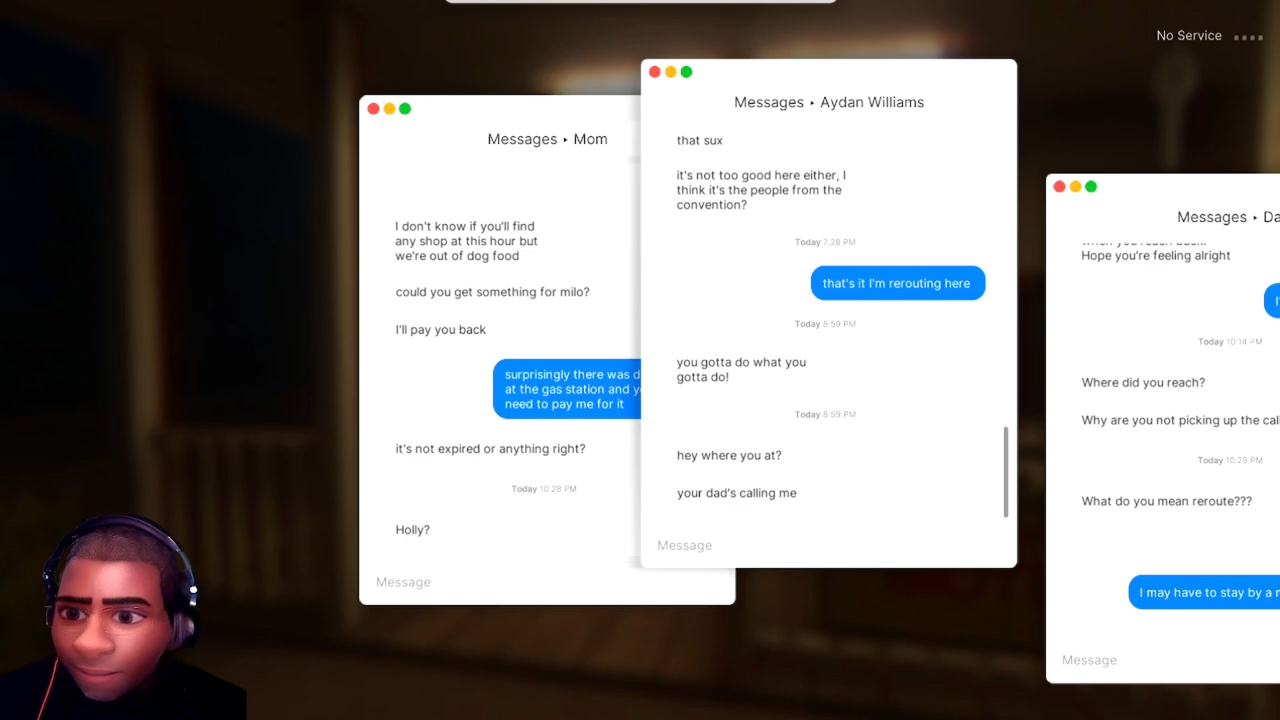 No Service
Messages ▸ Mom
I don't know if you'll find
any shop at this hour but
we're out of dog food
could you get something for milo?
I'll pay you back
surprisingly there was
at the gas station and
need to pay me for it
it's not expired or anything right?
Today 10:28 PM
Holly?
Message
Messages ▸ Aydan Williams
that sux
it's not too good here either, I
think it's the people from the
convention?
Today 7:28 PM
that's it I'm rerouting here
Today 8:59 PM
you gotta do what you
gotta do!
Today 8:59 PM
hey where you at?
your dad's calling me
Message
Messages ▸
when you reach back.
Hope you're feeling alright
Today 10:14 PM
Where did you reach?
Why are you not picking up the
Today 10:29 PM
What do you mean reroute???
I may have to stay by a
Message